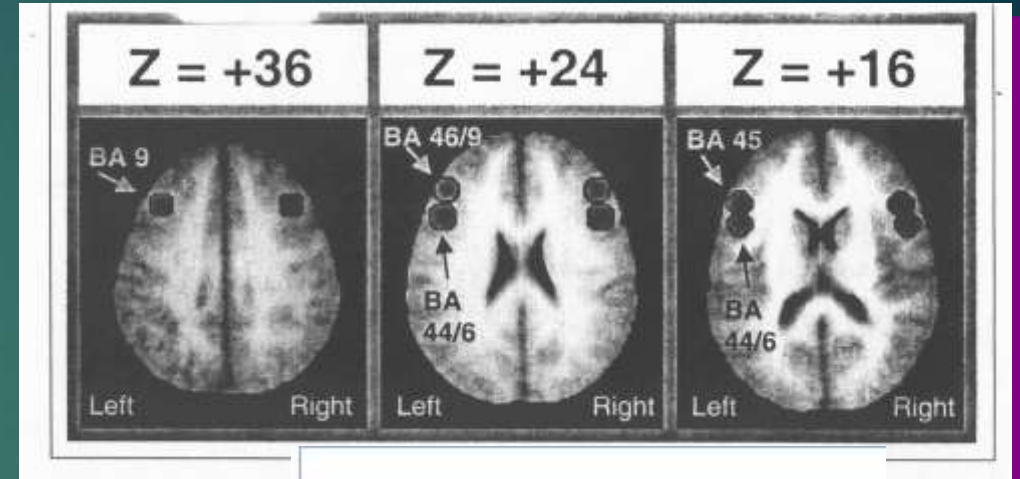 Z = +36
Z = +24
Z = +16
BA 9
BA 46/9
BA 45
BA
44/6
BA
44/6
Left
Right
Left
Right
Left
Right